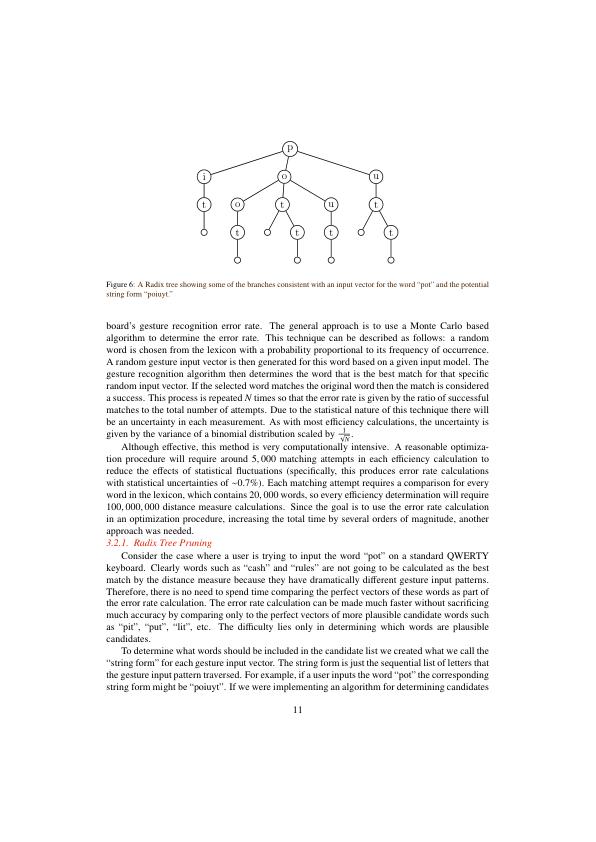 p
i o u
t o t u t
t t t t
Figure 6: A Radix tree showing some of the branches consistent with an input vector for the word “pot” and the potential
string form “poiuyt.”
board’s gesture recognition error rate. The general approach is to use a Monte Carlo based
algorithm to determine the error rate. This technique can be described as follows: a random
word is chosen from the lexicon with a probability proportional to its frequency of occurrence.
A random gesture input vector is then generated for this word based on a given input model. The
gesture recognition algorithm then determines the word that is the best match for that specific
random input vector. If the selected word matches the original word then the match is considered
a success. This process is repeated N times so that the error rate is given by the ratio of successful
matches to the total number of attempts. Due to the statistical nature of this technique there will
be an uncertainty in each measurement. As with most efficiency calculations, the uncertainty is
given by the variance of a binomial distribution scaled by 1/√N.
Although effective, this method is very computationally intensive. A reasonable optimiza-
tion procedure will require around 5, 000 matching attempts in each efficiency calculation to
reduce the effects of statistical fluctuations (specifically, this produces error rate calculations
with statistical uncertainties of ~0.7%). Each matching attempt requires a comparison for every
word in the lexicon, which contains 20, 000 words, so every efficiency determination will require
100, 000, 000 distance measure calculations. Since the goal is to use the error rate calculation
in an optimization procedure, increasing the total time by several orders of magnitude, another
approach was needed.
3.2.1. Radix Tree Pruning
Consider the case where a user is trying to input the word “pot” on a standard QWERTY
keyboard. Clearly words such as “cash” and “rules” are not going to be calculated as the best
match by the distance measure because they have dramatically different gesture input patterns.
Therefore, there is no need to spend time comparing the perfect vectors of these words as part of
the error rate calculation. The error rate calculation can be made much faster without sacrificing
much accuracy by comparing only to the perfect vectors of more plausible candidate words such
as “pit”, “put”, “lit”, etc. The difficulty lies only in determining which words are plausible
candidates.
To determine what words should be included in the candidate list we created what we call the
“string form” for each gesture input vector. The string form is just the sequential list of letters that
the gesture input pattern traversed. For example, if a user inputs the word “pot” the corresponding
string form might be “poiuyt”. If we were implementing an algorithm for determining candidates
11